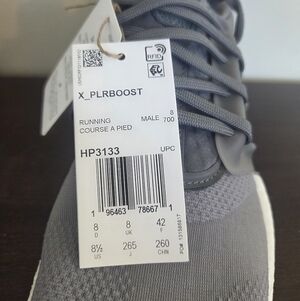 RFID
X_PLRBOOST
RUNNING
COURSE A PIED
MALE
8
700
HP3133
UPC
1 96463 78667 1
8 8 42
D UK F
8½ 265 260
US J CHN